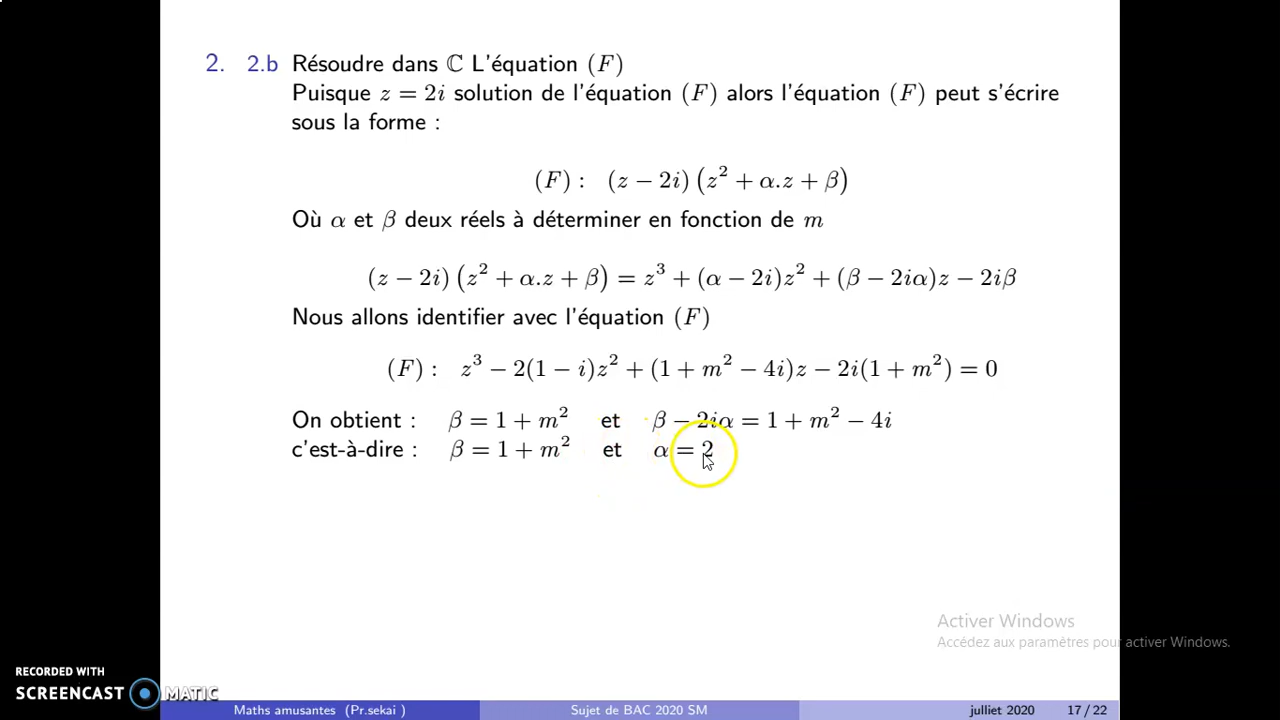 2. 2.b Résoudre dans ℂ L'équation (F)
Puisque z = 2i solution de l'équation (F) alors l'équation (F) peut s'écrire
sous la forme :
(F) : (z − 2i) (z² + α.z + β)
Où α et β deux réels à déterminer en fonction de m
(z − 2i) (z² + α.z + β) = z³ + (α − 2i)z² + (β − 2iα)z − 2iβ
Nous allons identifier avec l'équation (F)
(F) : z³ − 2(1 − i)z² + (1 + m² − 4i)z − 2i(1 + m²) = 0
On obtient : β = 1 + m² et β − 2iα = 1 + m² − 4i
c'est-à-dire : β = 1 + m² et α = 2
Activer Windows
Accédez aux paramètres pour activer Windows.
RECORDED WITH
SCREENCAST MATIC
Maths amusantes (Pr.sekai ) Sujet de BAC 2020 SM julliet 2020 17 / 22